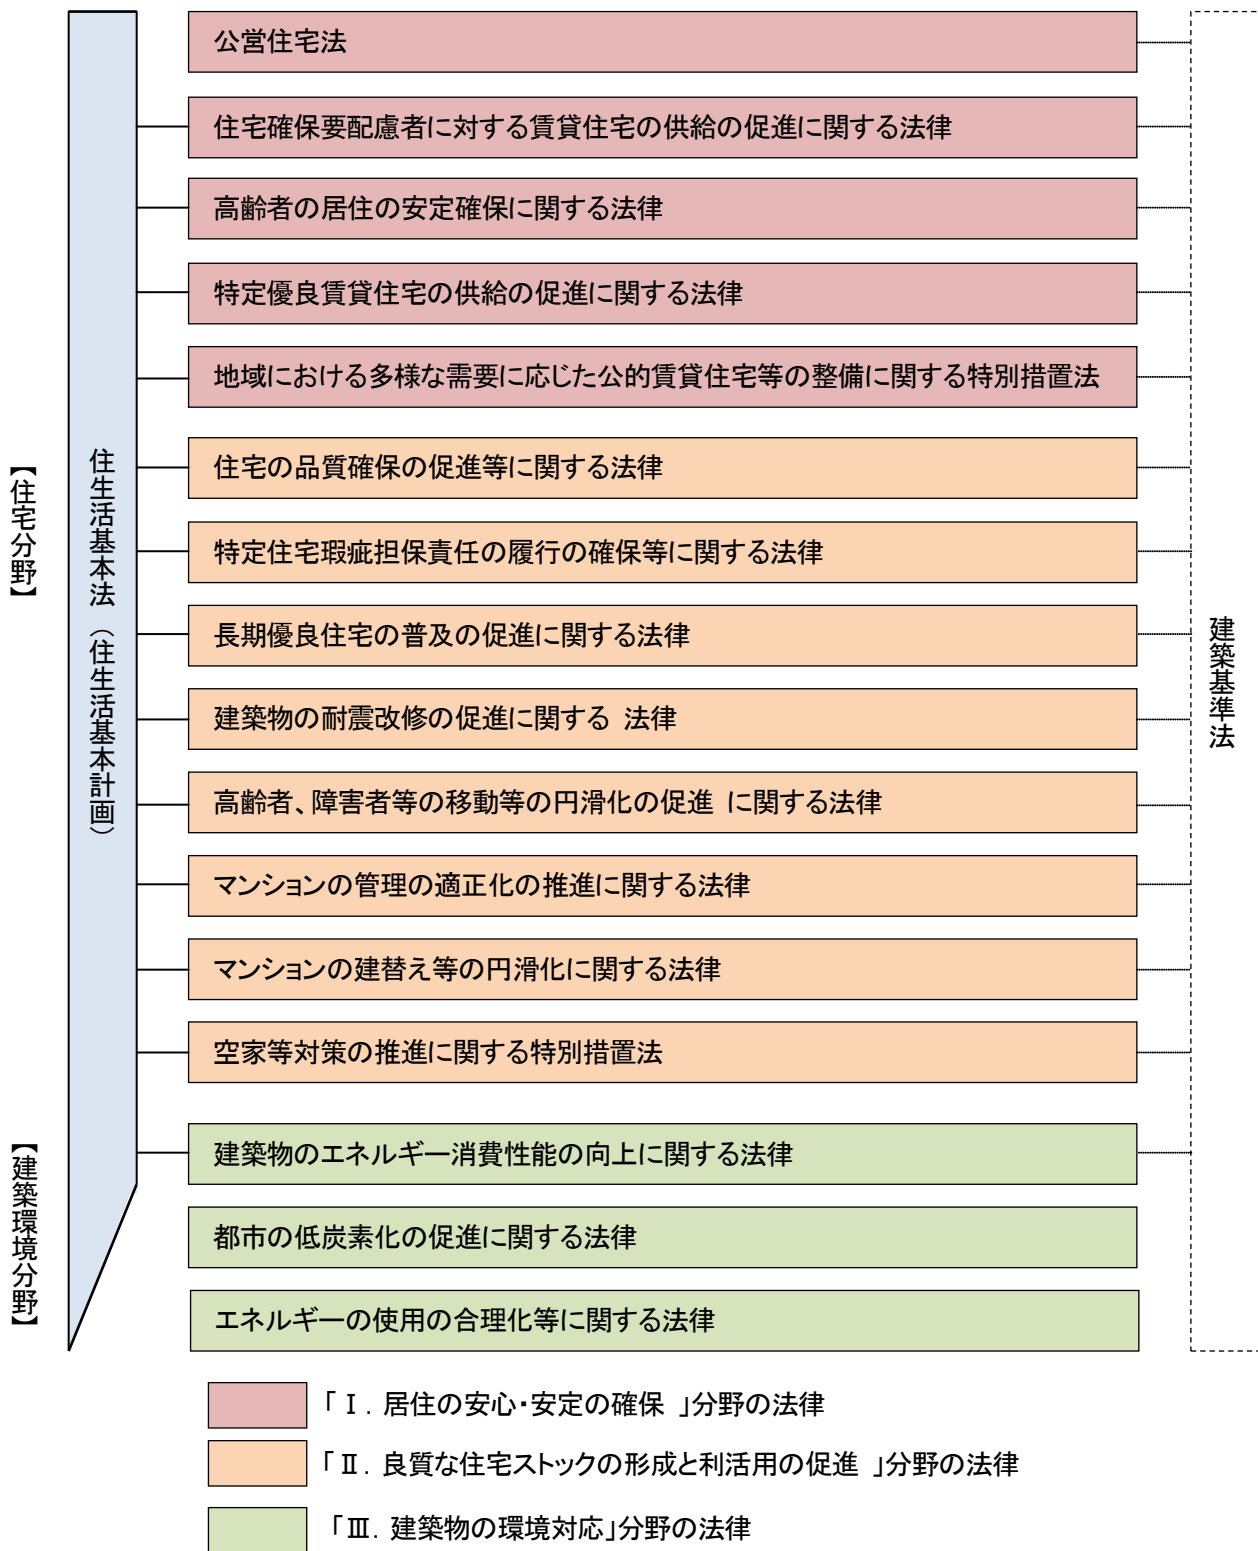 公営住宅法
住宅確保要配慮者に対する賃貸住宅の供給の促進に関する法律
高齢者の居住の安定確保に関する法律
特定優良賃貸住宅の供給の促進に関する法律
地域における多様な需要に応じた公的賃貸住宅等の整備に関する特別措置法
【住宅分野】
住生活基本法（住生活基本計画）
住宅の品質確保の促進等に関する法律
特定住宅瑕疵担保責任の履行の確保等に関する法律
長期優良住宅の普及の促進に関する法律
建築物の耐震改修の促進に関する 法律
高齢者、障害者等の移動等の円滑化の促進 に関する法律
マンションの管理の適正化の推進に関する法律
マンションの建替え等の円滑化に関する法律
空家等対策の推進に関する特別措置法
建築基準法
【建築環境分野】
建築物のエネルギー消費性能の向上に関する法律
都市の低炭素化の促進に関する法律
エネルギーの使用の合理化等に関する法律
「Ⅰ．居住の安心・安定の確保 」分野の法律
「Ⅱ．良質な住宅ストックの形成と利活用の促進 」分野の法律
「Ⅲ．建築物の環境対応」分野の法律